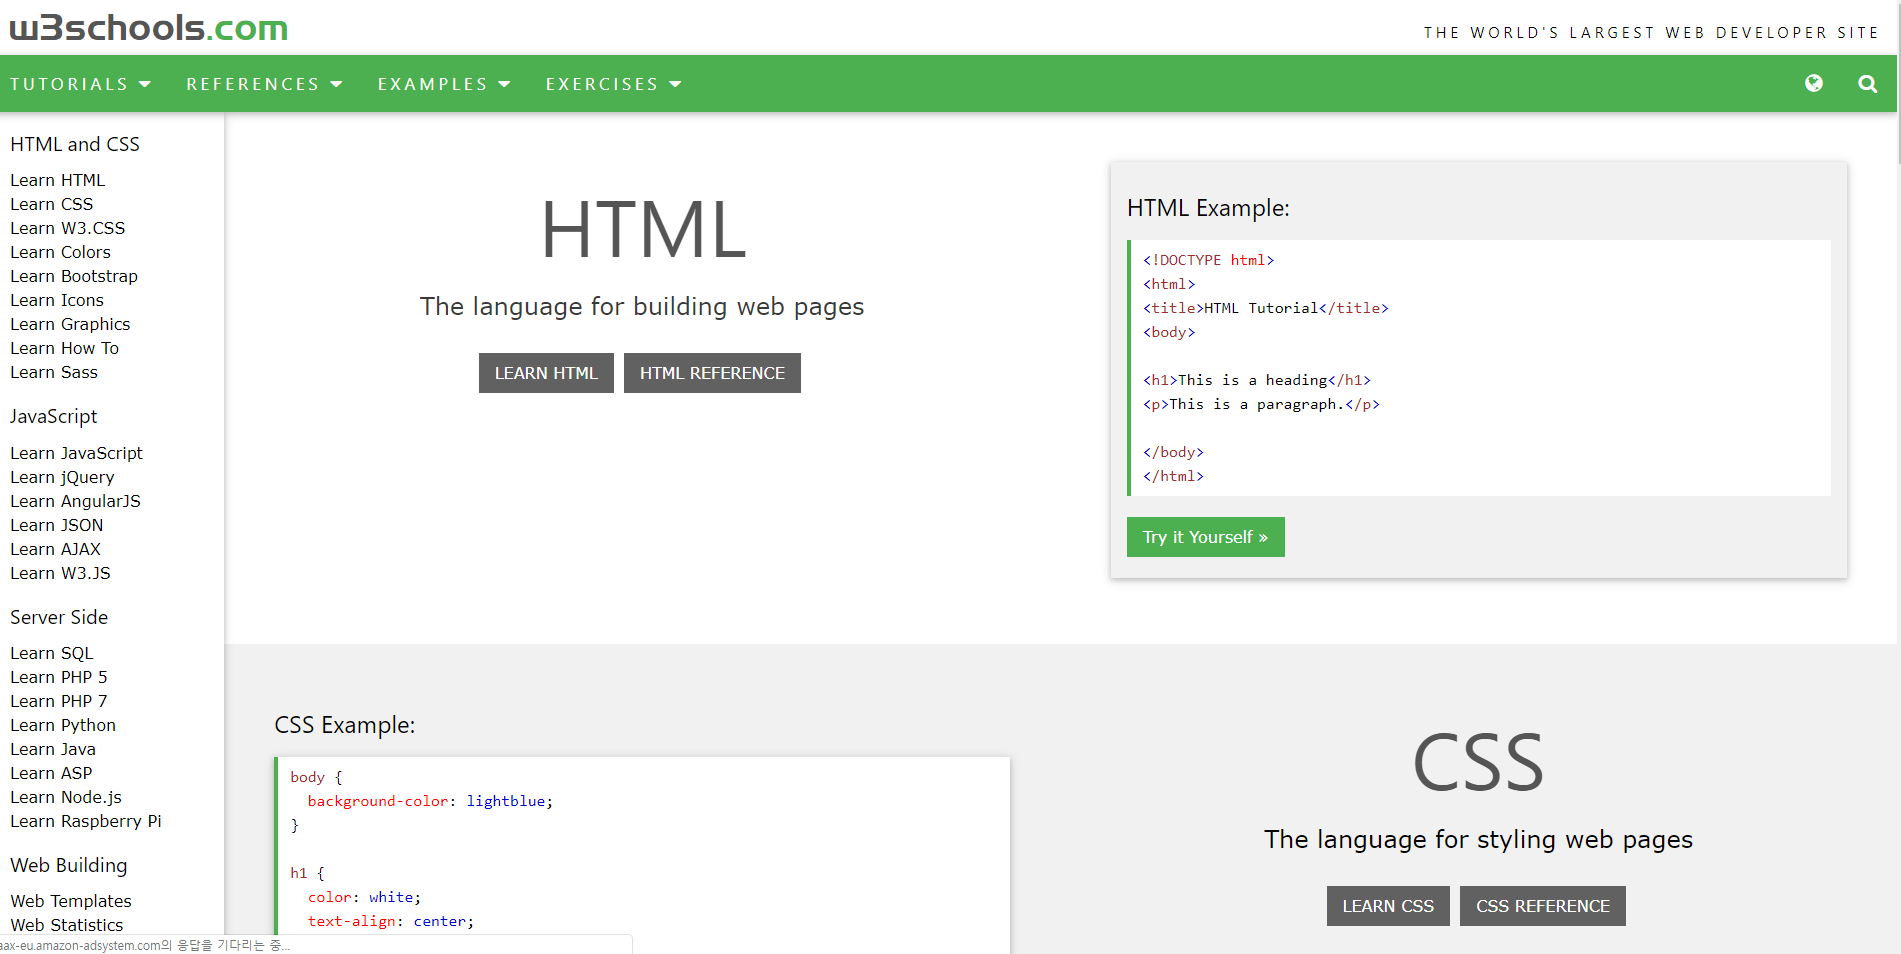 w3schools.com
THE WORLD'S LARGEST WEB DEVELOPER SITE
TUTORIALS REFERENCES EXAMPLES EXERCISES
HTML and CSS
Learn HTML
Learn CSS
Learn W3.CSS
Learn Colors
Learn Bootstrap
Learn Icons
Learn Graphics
Learn How To
Learn Sass
JavaScript
Learn JavaScript
Learn jQuery
Learn AngularJS
Learn JSON
Learn AJAX
Learn W3.JS
Server Side
Learn SQL
Learn PHP 5
Learn PHP 7
Learn Python
Learn Java
Learn ASP
Learn Node.js
Learn Raspberry Pi
Web Building
Web Templates
Web Statistics
HTML
The language for building web pages
LEARN HTML
HTML REFERENCE
HTML Example:
<!DOCTYPE html>
<html>
<title>HTML Tutorial</title>
<body>
<h1>This is a heading</h1>
<p>This is a paragraph.</p>
</body>
</html>
Try it Yourself »
CSS Example:
body {
background-color: lightblue;
}
h1 {
color: white;
text-align: center;
CSS
The language for styling web pages
LEARN CSS
CSS REFERENCE
aax-eu.amazon-adsystem.com의 응답을 기다리는 중...